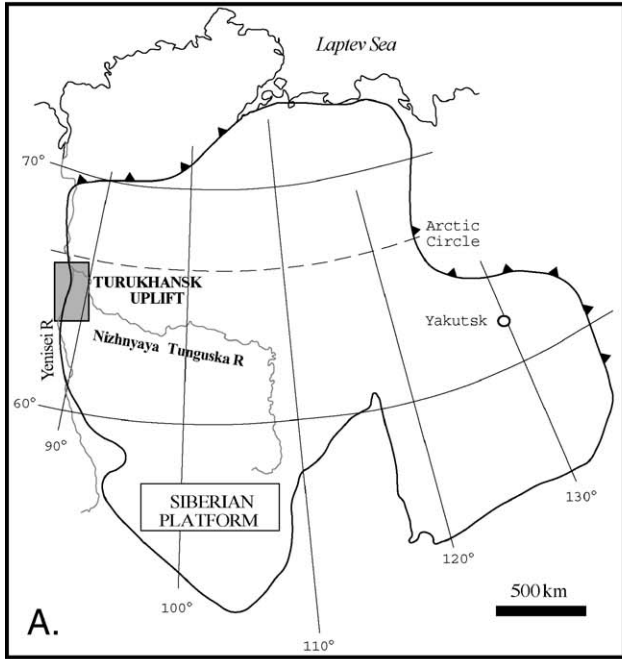 Laptev Sea
70°
Arctic
Circle
TURUKHANSK
UPLIFT
Yakutsk
Yenisei R
Nizhnyaya Tunguska R
60°
90°
SIBERIAN
PLATFORM
130°
120°
100°
500 km
A.
110°